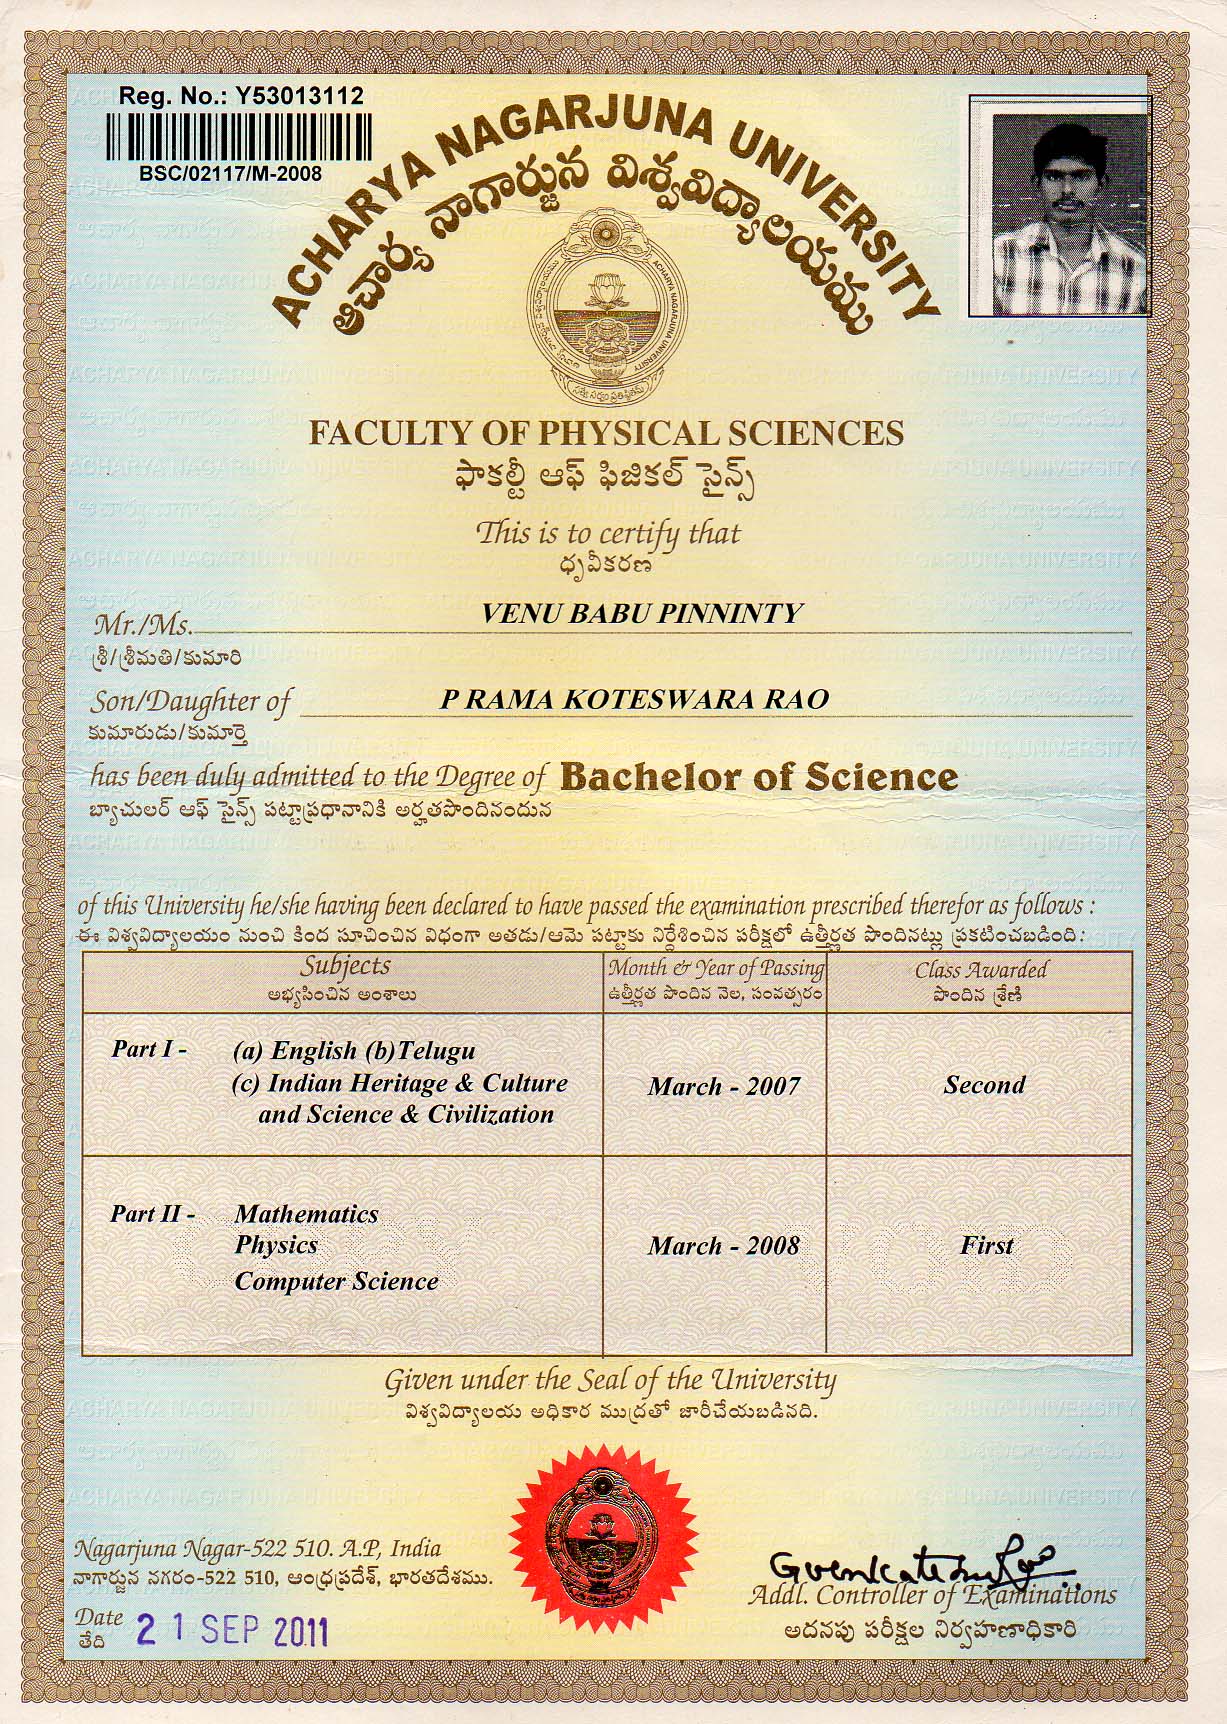 Reg. No.: Y53013112
BSC/02117/M-2008
ACHARYA NAGARJUNA UNIVERSITY
ఆచార్య నాగార్జున విశ్వవిద్యాలయము
ACHARYA NAGARJUNA UNIVERSITY
FACULTY OF PHYSICAL SCIENCES
ఫాకల్టీ ఆఫ్ ఫిజికల్ సైన్స్
This is to certify that
ధృవీకరణ
Mr./Ms. VENU BABU PINNINTY
శ్రీ/శ్రీమతి/కుమారి
Son/Daughter of P RAMA KOTESWARA RAO
కుమారుడు/కుమార్తె
has been duly admitted to the Degree of Bachelor of Science
బ్యాచులర్ ఆఫ్ సైన్స్ పట్టాప్రధానానికి అర్హతపొందినందున
of this University he/she having been declared to have passed the examination prescribed therefor as follows :
ఈ విశ్వవిద్యాలయం నుంచి కింద సూచించిన విధంగా అతడు/ఆమె పట్టాకు నిర్దేశించిన పరీక్షలో ఉత్తీర్ణత పొందినట్లు ప్రకటించబడింది:
Subjects Month & Year of Passing Class Awarded
అభ్యసించిన అంశాలు ఉత్తీర్ణత పొందిన నెల, సంవత్సరం పొందిన శ్రేణి
Part I - (a) English (b)Telugu
(c) Indian Heritage & Culture March - 2007 Second
and Science & Civilization
Part II - Mathematics
Physics March - 2008 First
Computer Science
Given under the Seal of the University
విశ్వవిద్యాలయ అధికార ముద్రతో జారీచేయబడినది.
Nagarjuna Nagar-522 510. A.P, India
నాగార్జున నగరం-522 510, ఆంధ్రప్రదేశ్, భారతదేశము.
Addl. Controller of Examinations
అదనపు పరీక్షల నిర్వహణాధికారి
Date 21 SEP 2011
తేది